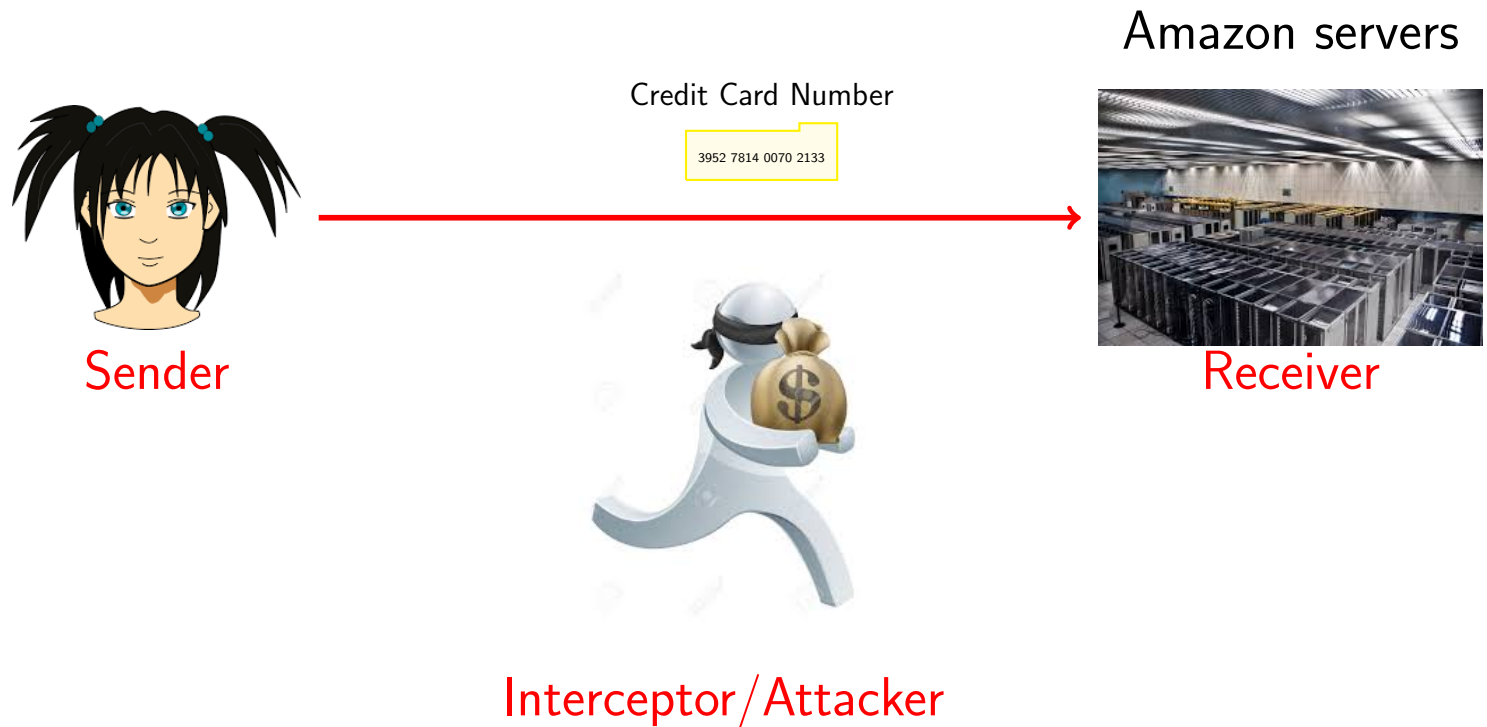 Amazon servers
Credit Card Number
3952 7814 0070 2133
Sender
$
Receiver
Interceptor/Attacker